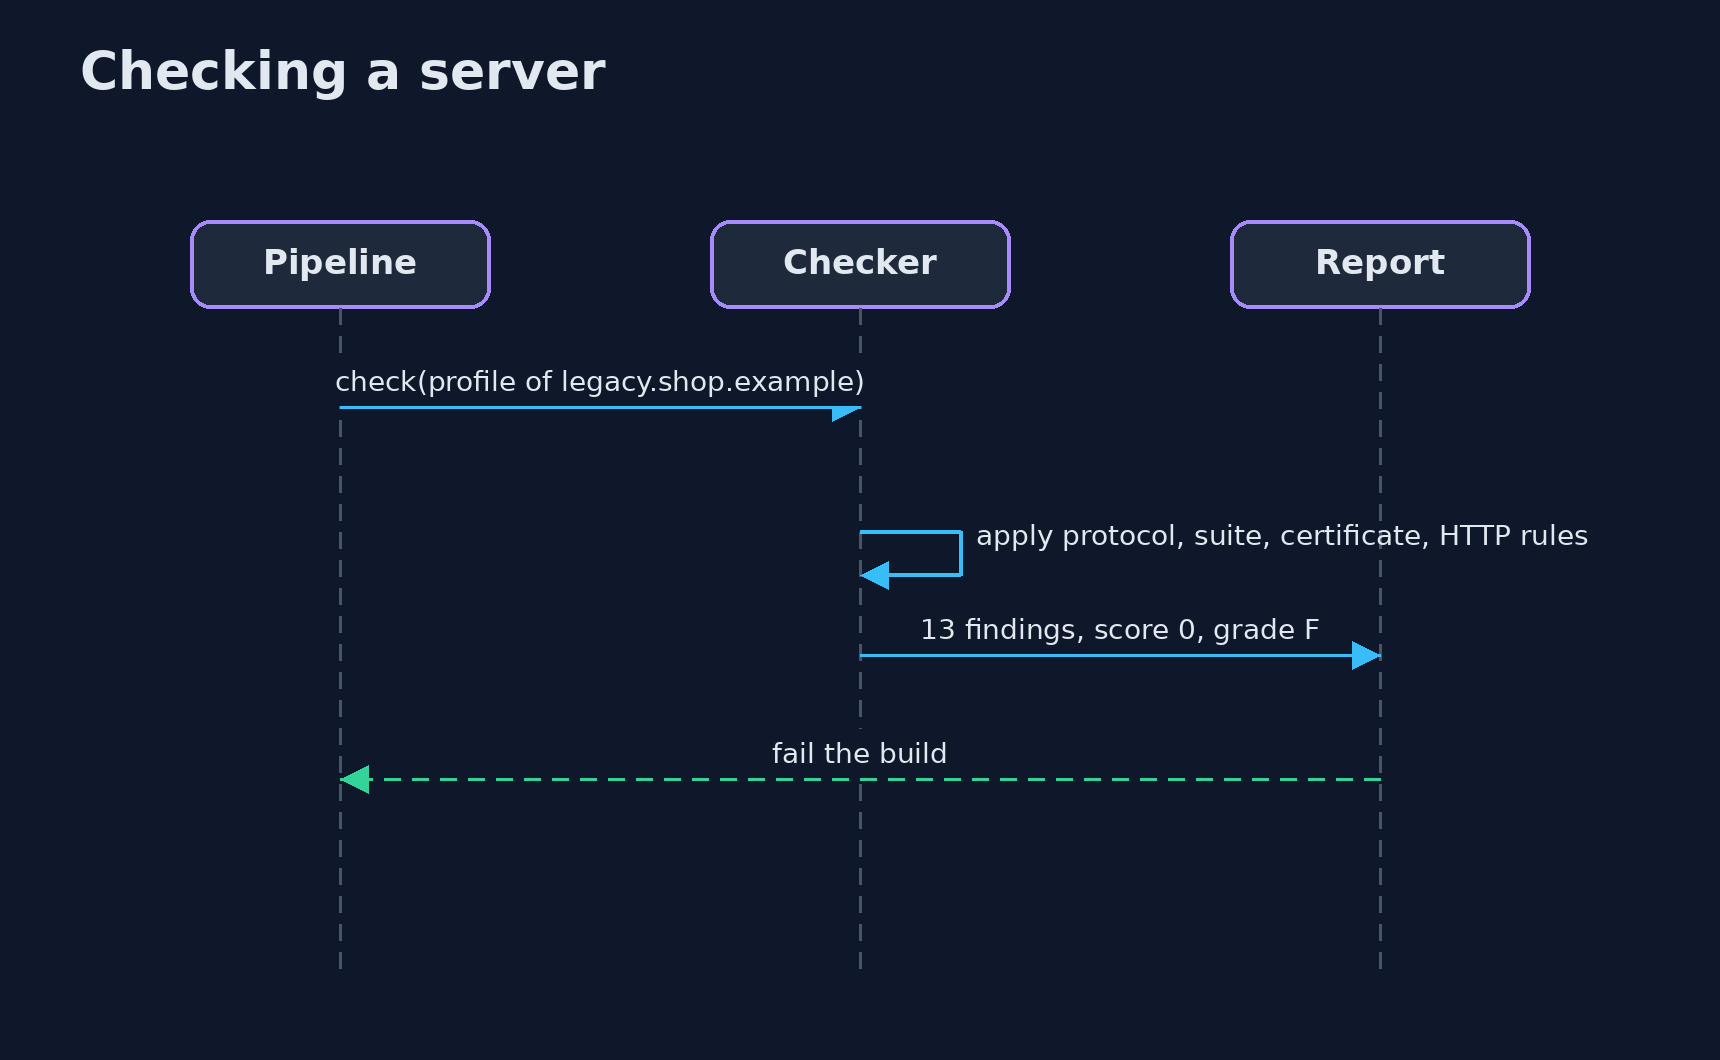 Checking a server
Pipeline
Checker
Report
check(profile of legacy.shop.example)
apply protocol, suite, certificate, HTTP rules
13 findings, score 0, grade F
fail the build